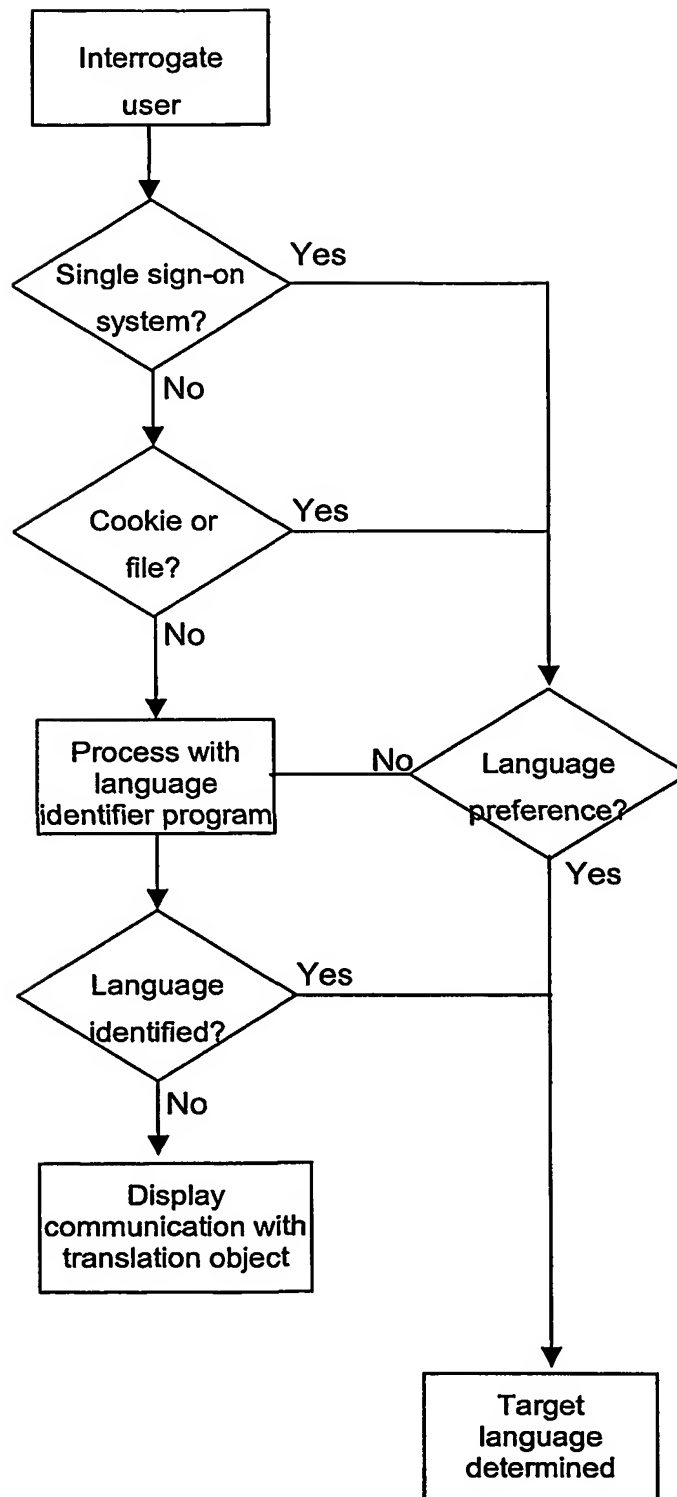 Interrogate
user
Yes
Single sign-on
system?
No
Yes
Cookie or
file?
No
Process with
language
identifier program
No
Language
preference?
Yes
Yes
Language
identified?
No
Display
communication with
translation object
Target
language
determined